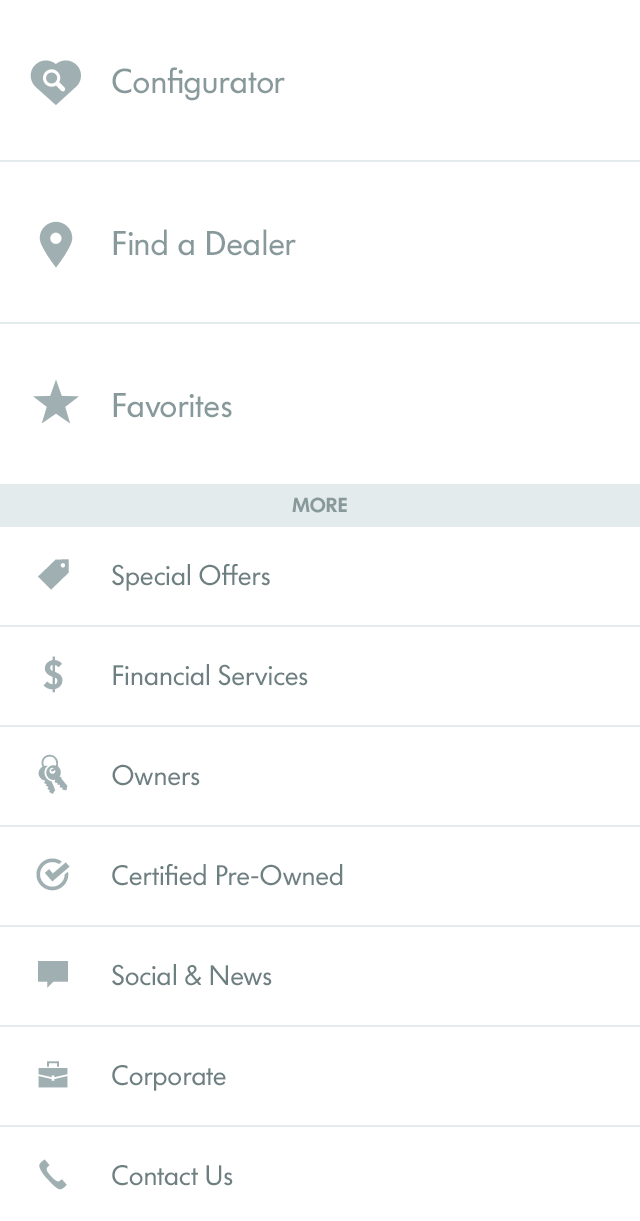 Configurator
Find a Dealer
Favorites
MORE
Special Offers
Financial Services
Owners
Certified Pre-Owned
Social & News
Corporate
Contact Us